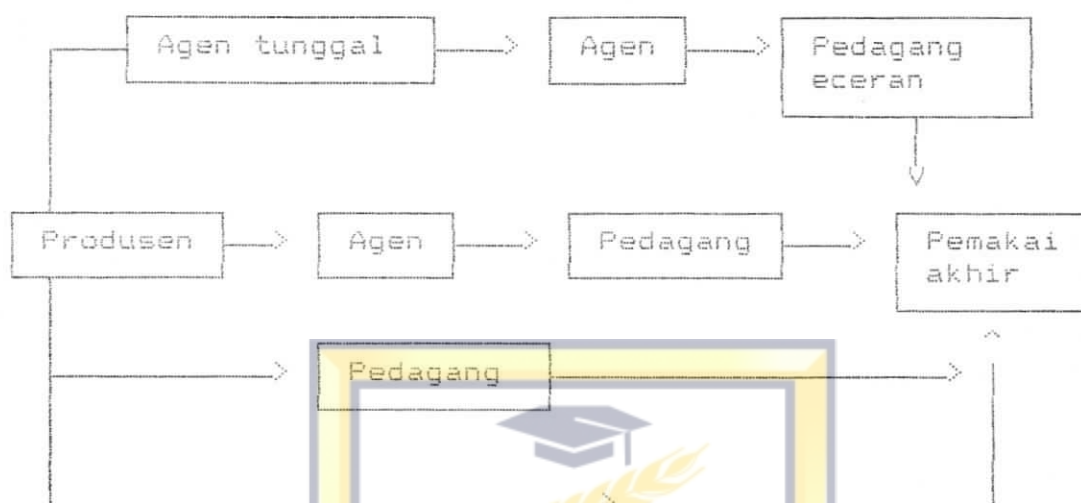 Agen tunggal
Agen
Pedagang
eceran
Produsen
Agen
Pedagang
Pemakai
akhir
Pedagang